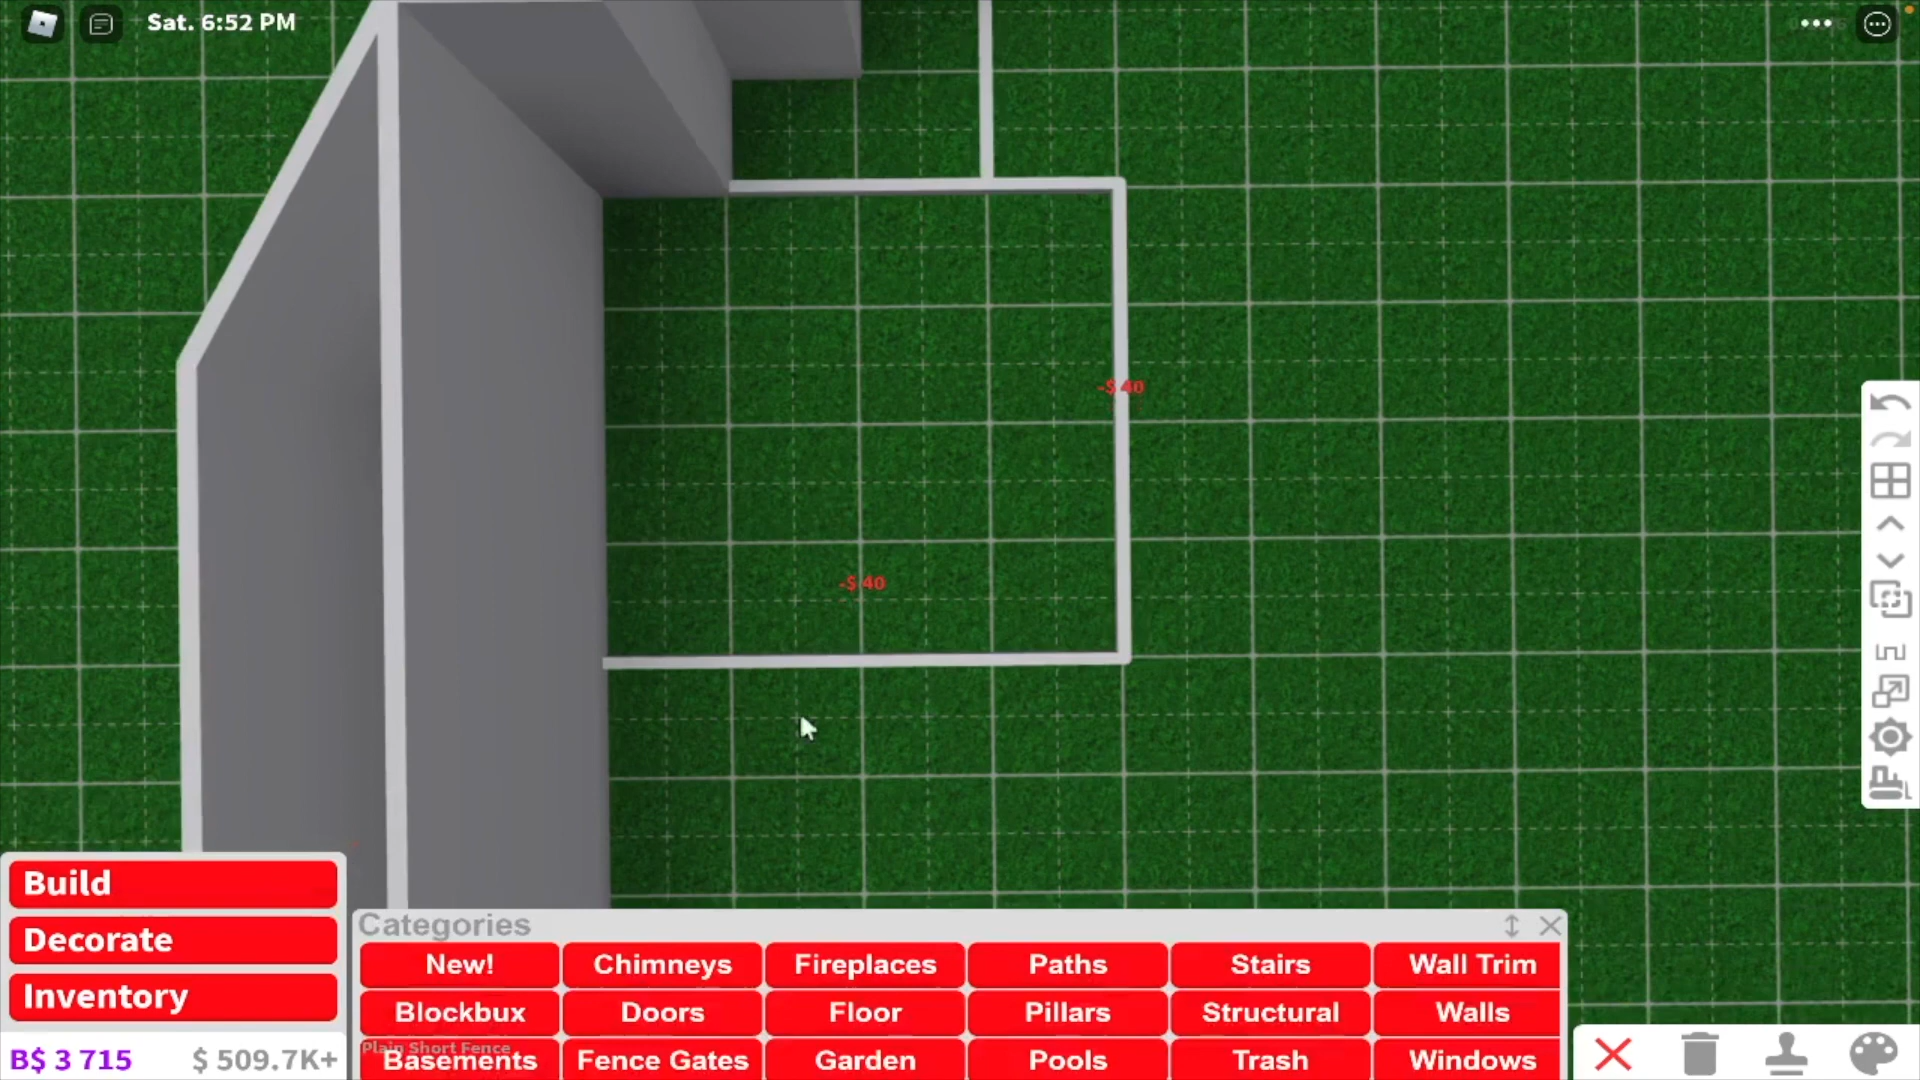 Sat. 6:52 PM
-$ 40
-$ 40
Build
Decorate
Inventory
B$ 3 715
$ 509.7K+
Categories
New!
Chimneys
Fireplaces
Paths
Stairs
Wall Trim
Blockbux
Doors
Floor
Pillars
Structural
Walls
Plain Short Fence
Basements
Fence Gates
Garden
Pools
Trash
Windows